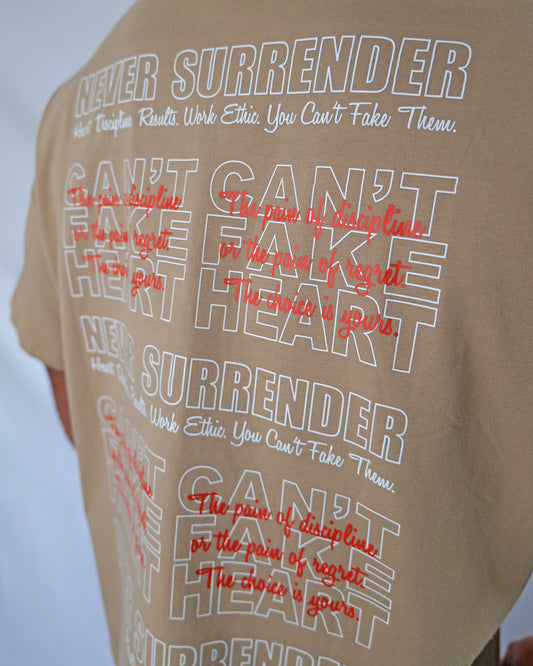 NEVER SURRENDER
Heart. Discipline. Results. Work Ethic. You Can't Fake Them.
CAN'T
FAKE
HEART
The pain of discipline
or the pain regret.
The yours.
CAN'T
FAKE
HEART
The pain of discipline
or the pain of regret.
The choice is yours.
NEVER SURRENDER
Results. Work Ethic. You Can't Fake Them.
CAN'T
FAKE
HEART
The pain of discipline
or the pain of regret.
The choice is yours.
SURRENDER